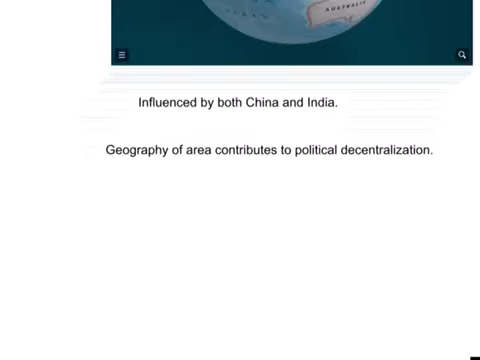 AUSTRALIA
Influenced by both China and India.
Geography of area contributes to political decentralization.